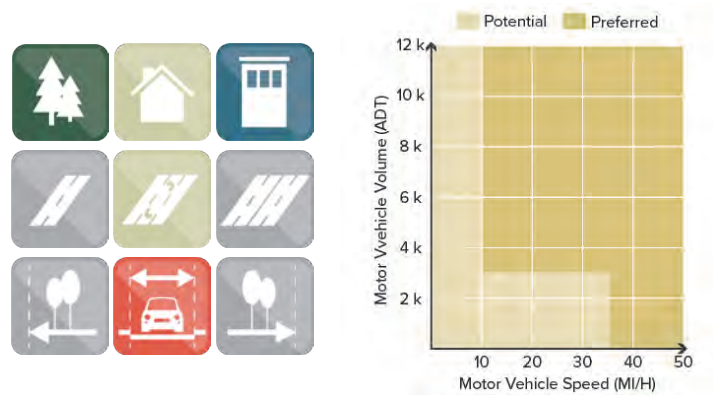 Potential Preferred
12 k
10 k
8 k
6 k
4 k
2 k
Motor Vvehicle Volume (ADT)
10 20 30 40 50
Motor Vehicle Speed (MI/H)